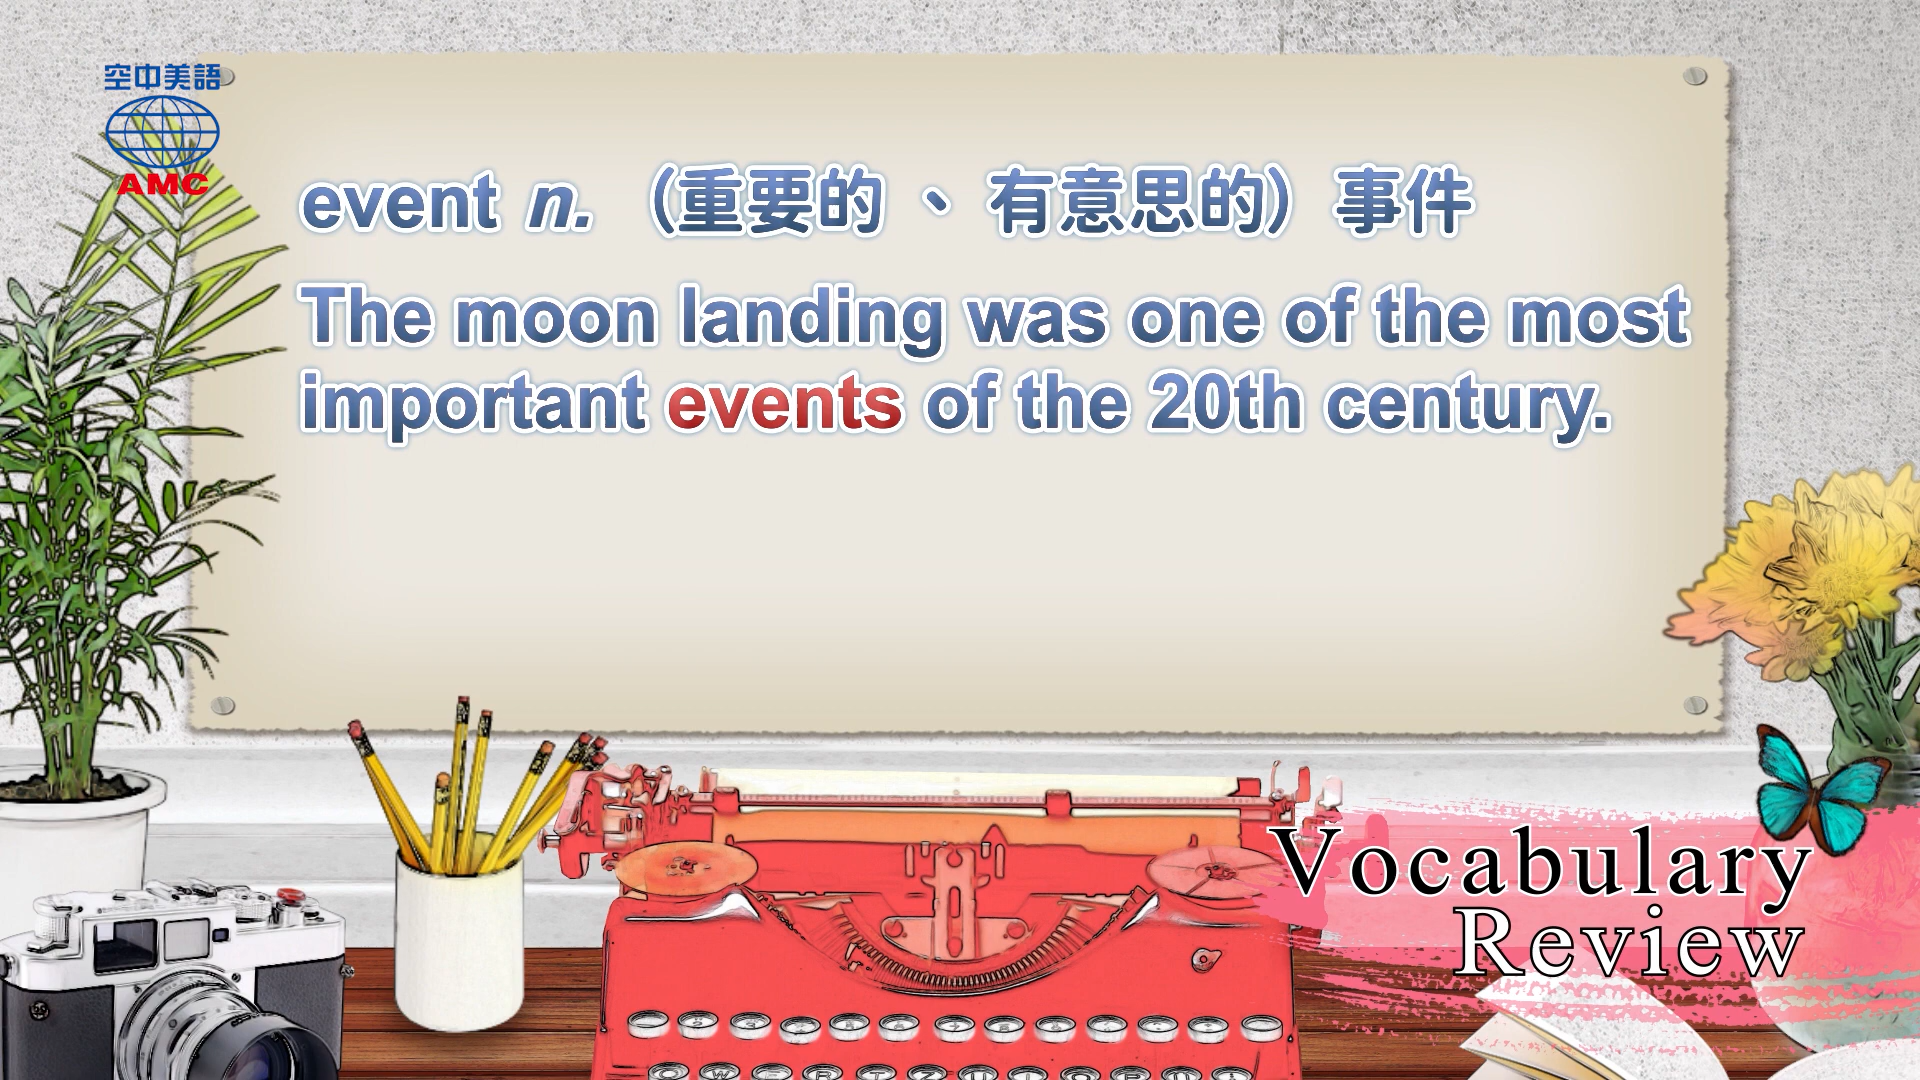 空中美語
AMC
event n.（重要的、有意思的）事件
The moon landing was one of the most
important events of the 20th century.
Vocabulary
Review